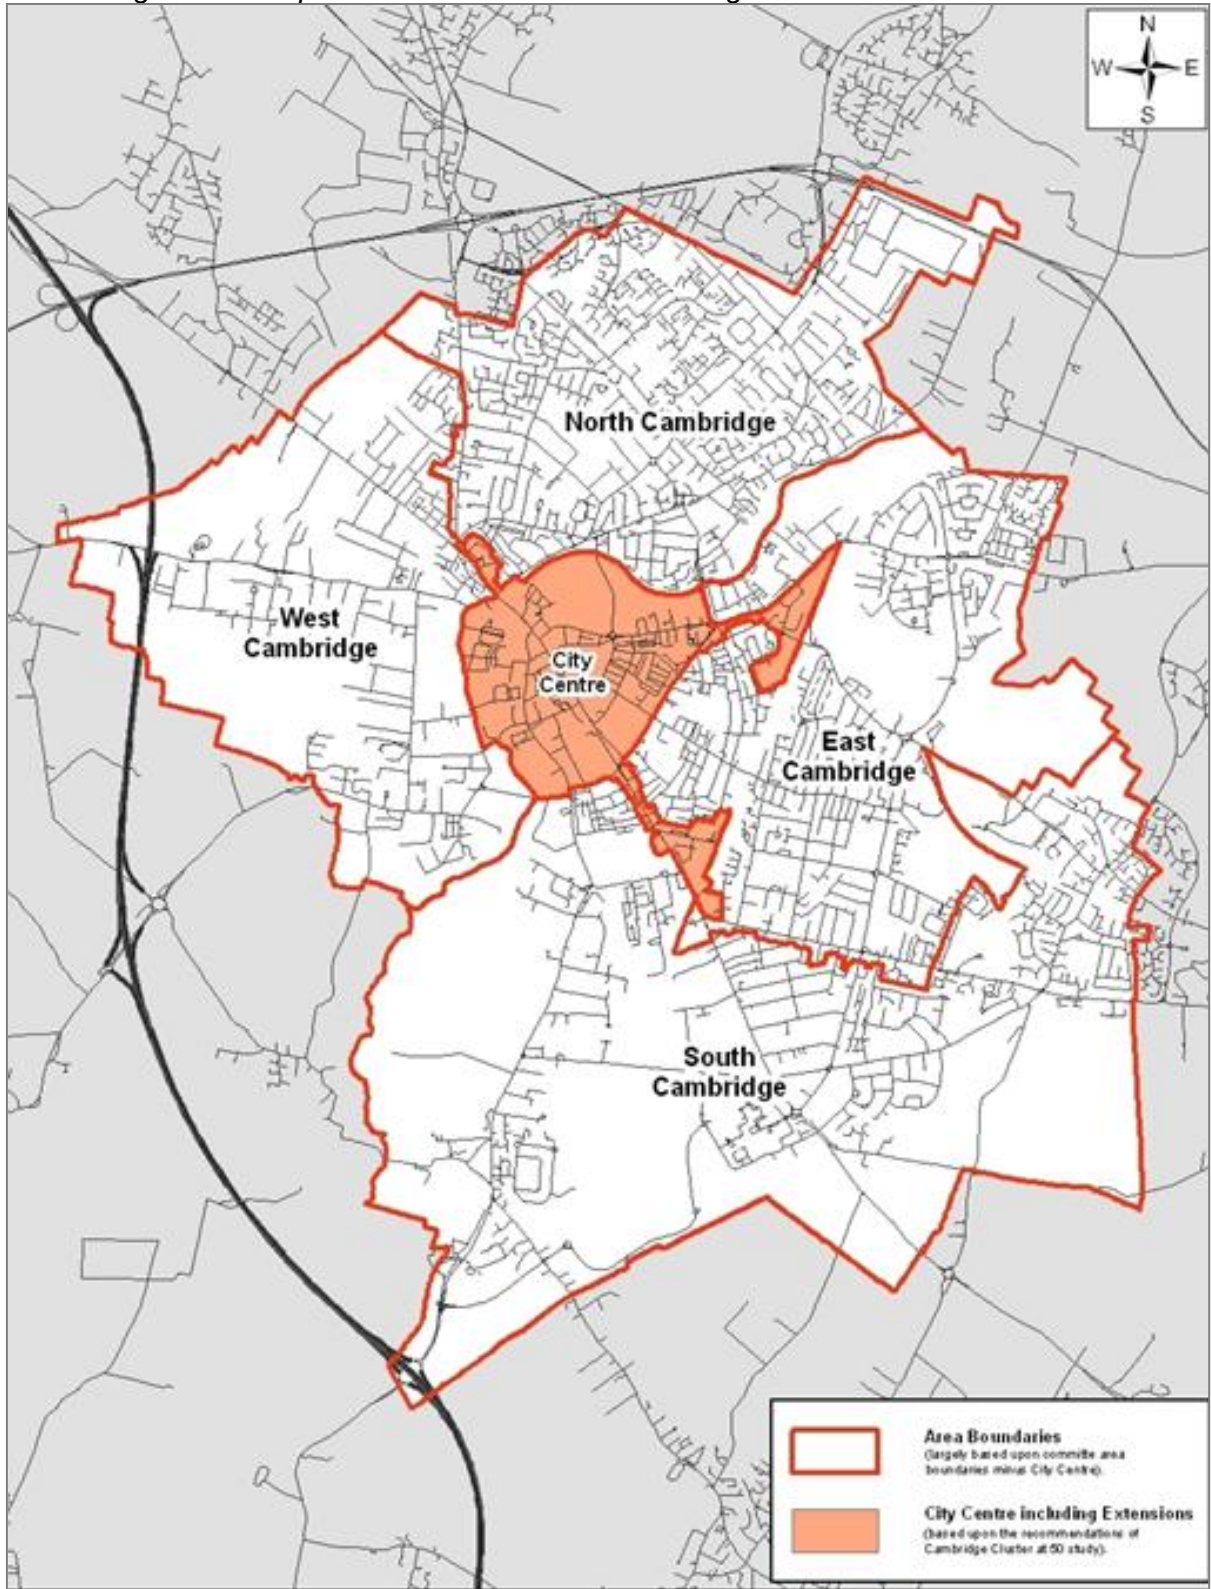 N
W E
S
North Cambridge
West
Cambridge
City
Centre
East
Cambridge
South
Cambridge
Area Boundaries
(largely based upon committe area
boundaries minus City Centre).
City Centre including Extensions
(based upon the recommendations of
Cambridge Cluster at 50 study).